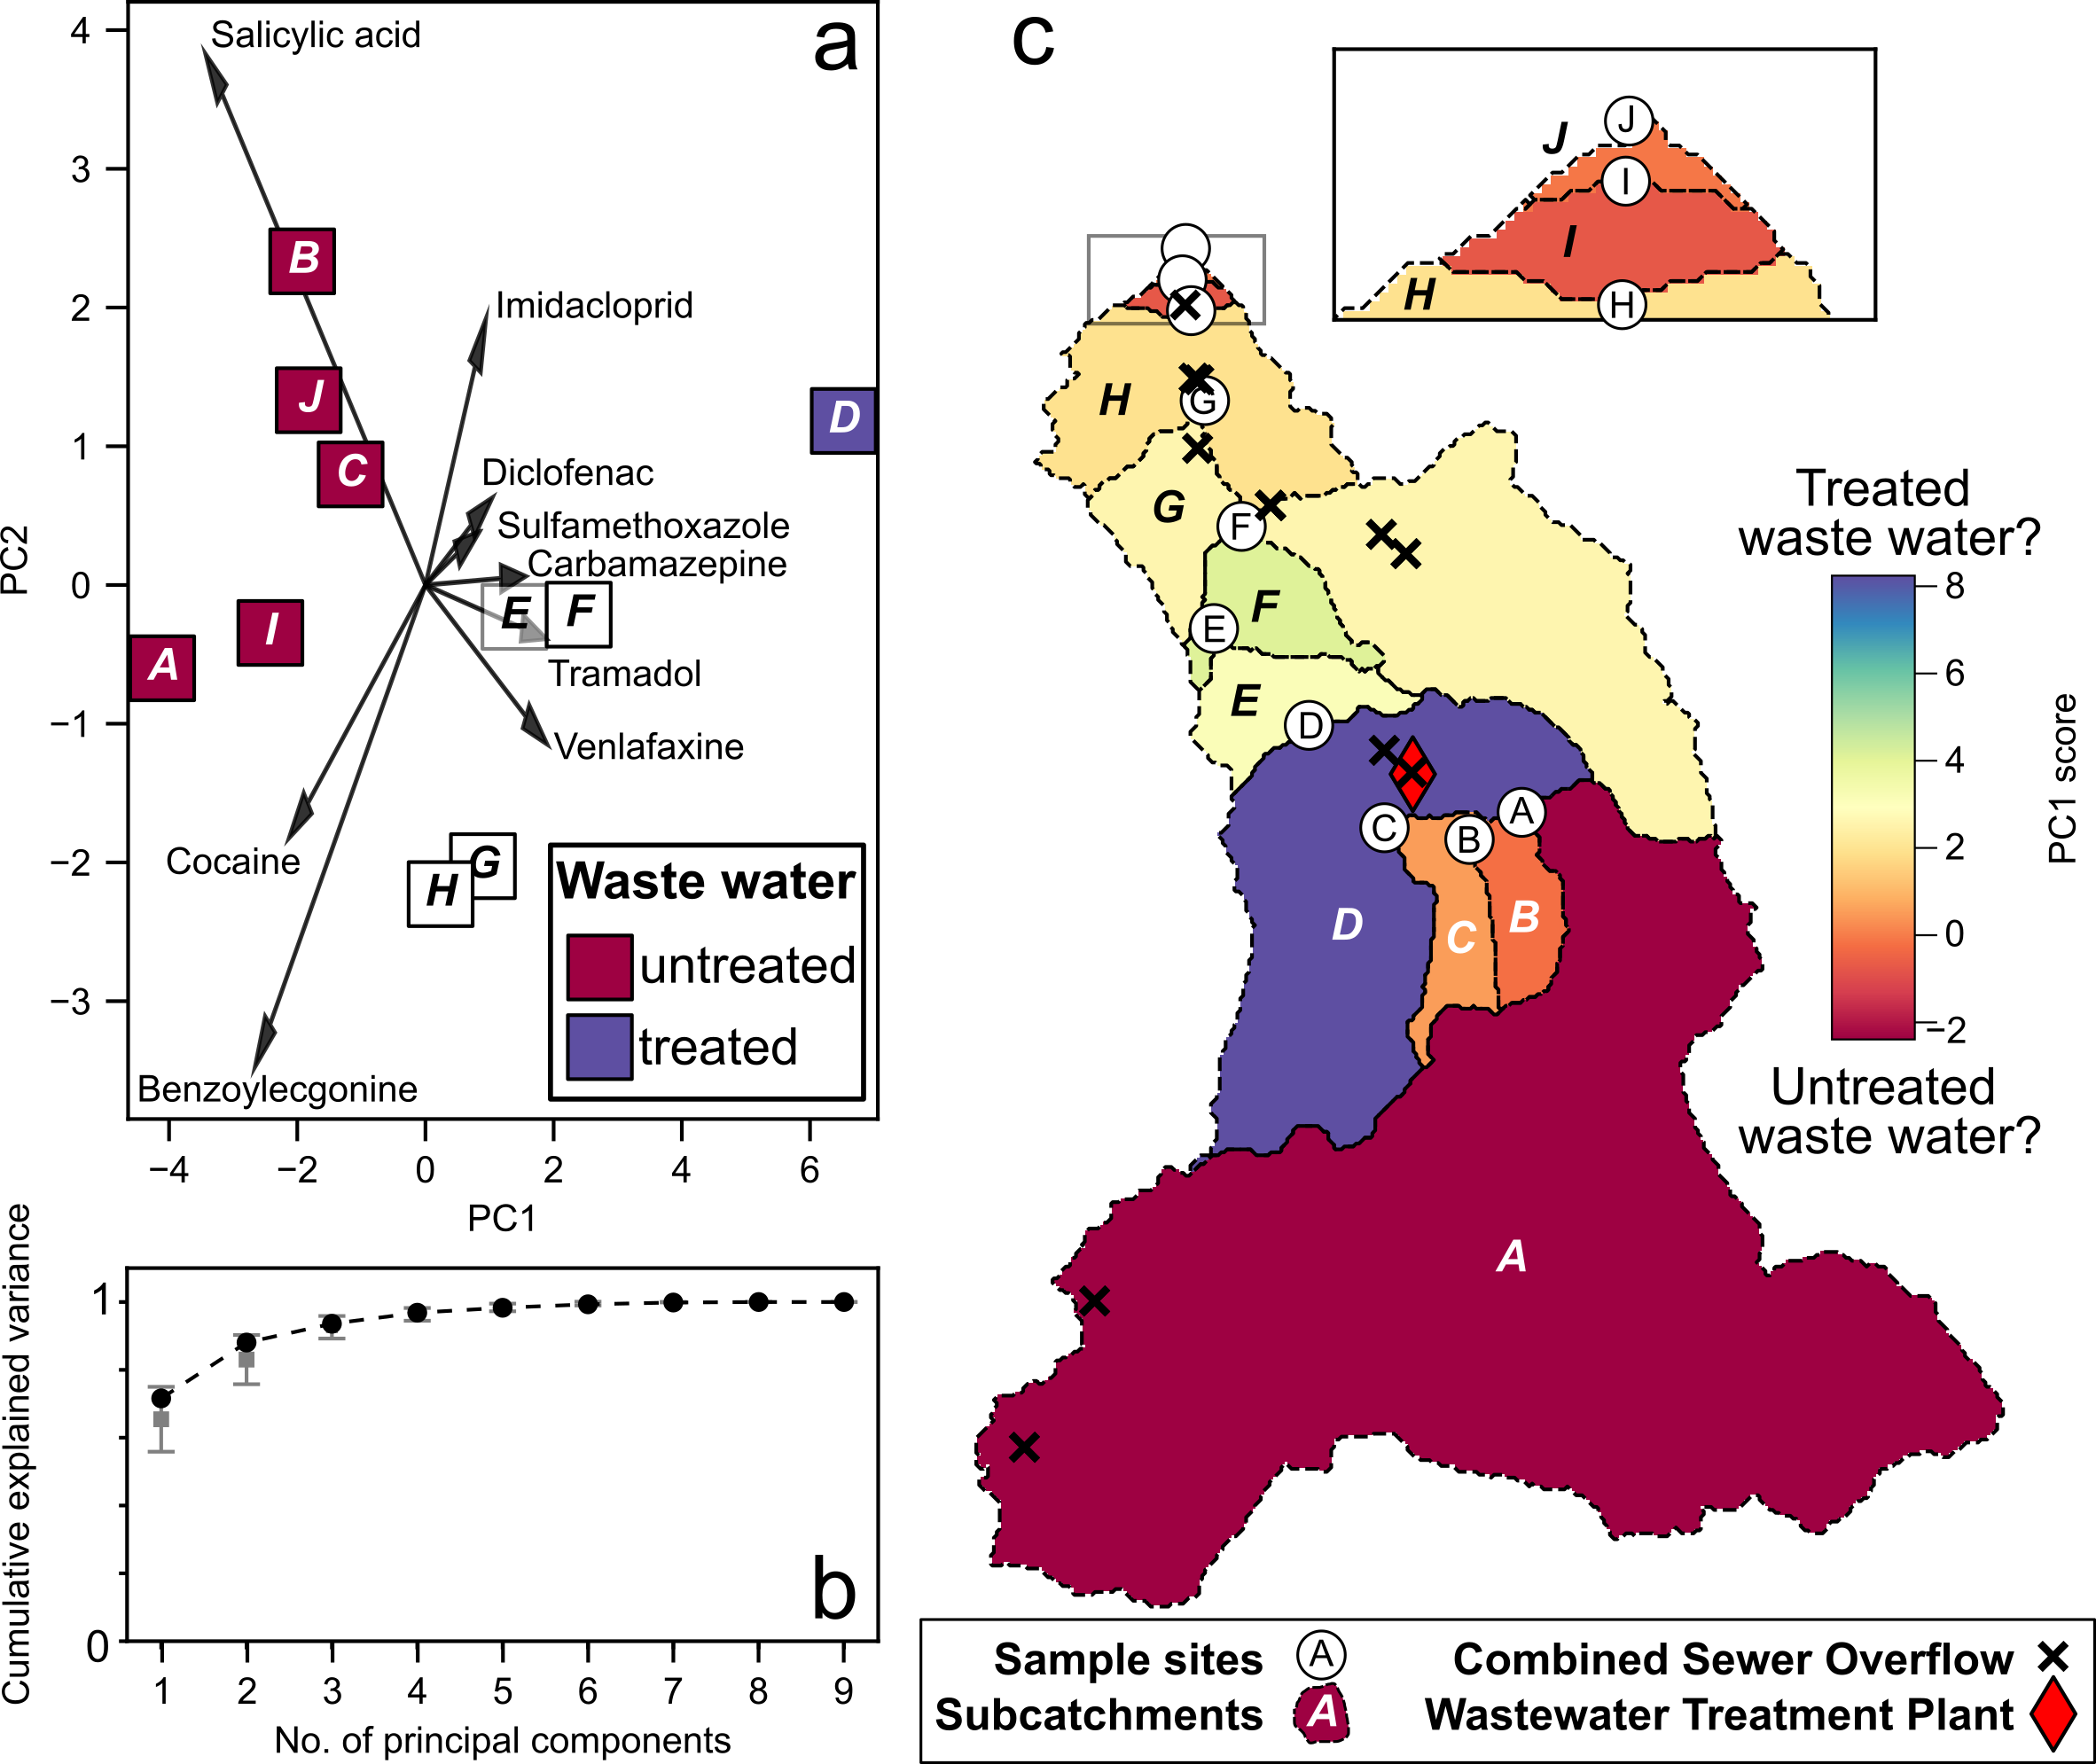 a
Salicylic acid
Imidacloprid
Diclofenac
Sulfamethoxazole
Carbamazepine
Tramadol
Venlafaxine
Cocaine
Benzoylecgonine
B
J
C
D
I
A
E
F
G
H
Waste water
untreated
treated
PC2
4
3
2
1
0
−1
−2
−3
−4
−2
0
2
4
6
PC1
b
Cumulative explained variance
1
0
1
2
3
4
5
6
7
8
9
No. of principal components
c
J
J
I
I
H
H
H
G
G
F
F
E
E
D
C
B
A
D
C
B
A
Treated
waste water?
8
6
4
2
0
−2
PC1 score
Untreated
waste water?
Sample sites A
Combined Sewer Overflow
Subcatchments A
Wastewater Treatment Plant